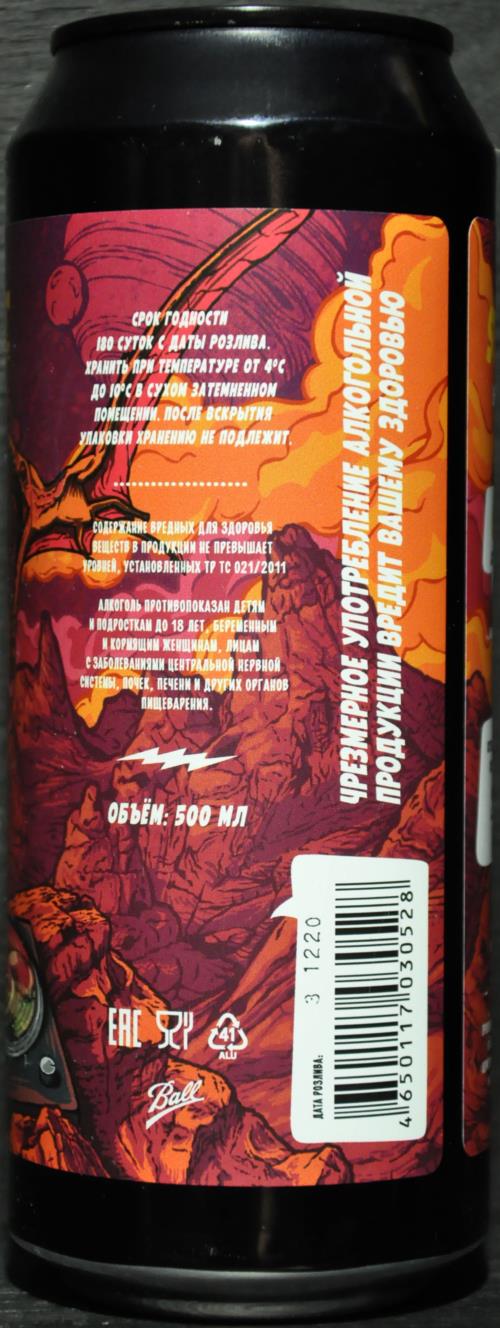 СРОК ГОДНОСТИ
180 СУТОК С ДАТЫ РОЗЛИВА.
ХРАНИТЬ ПРИ ТЕМПЕРАТУРЕ ОТ 4°С
ДО 10°С В СУХОМ ЗАТЕМНЕННОМ
ПОМЕЩЕНИИ. ПОСЛЕ ВСКРЫТИЯ
УПАКОВКИ ХРАНЕНИЮ НЕ ПОДЛЕЖИТ.
СОДЕРЖАНИЕ ВРЕДНЫХ ДЛЯ ЗДОРОВЬЯ
ВЕЩЕСТВ В ПРОДУКЦИИ НЕ ПРЕВЫШАЕТ
УРОВНЕЙ, УСТАНОВЛЕННЫХ ТР ТС 021/2011
АЛКОГОЛЬ ПРОТИВОПОКАЗАН ДЕТЯМ
И ПОДРОСТКАМ ДО 18 ЛЕТ, БЕРЕМЕННЫМ
И КОРМЯЩИМ ЖЕНЩИНАМ, ЛИЦАМ
С ЗАБОЛЕВАНИЯМИ ЦЕНТРАЛЬНОЙ НЕРВНОЙ
СИСТЕМЫ, ПОЧЕК, ПЕЧЕНИ И ДРУГИХ ОРГАНОВ
ПИЩЕВАРЕНИЯ.
ОБЪЁМ: 500 МЛ
EAC
41
ALU
Ball
ЧРЕЗМЕРНОЕ УПОТРЕБЛЕНИЕ АЛКОГОЛЬНОЙ
ПРОДУКЦИИ ВРЕДИТ ВАШЕМУ ЗДОРОВЬЮ
ДАТА РОЗЛИВА:
3 1220
4 650117 030528